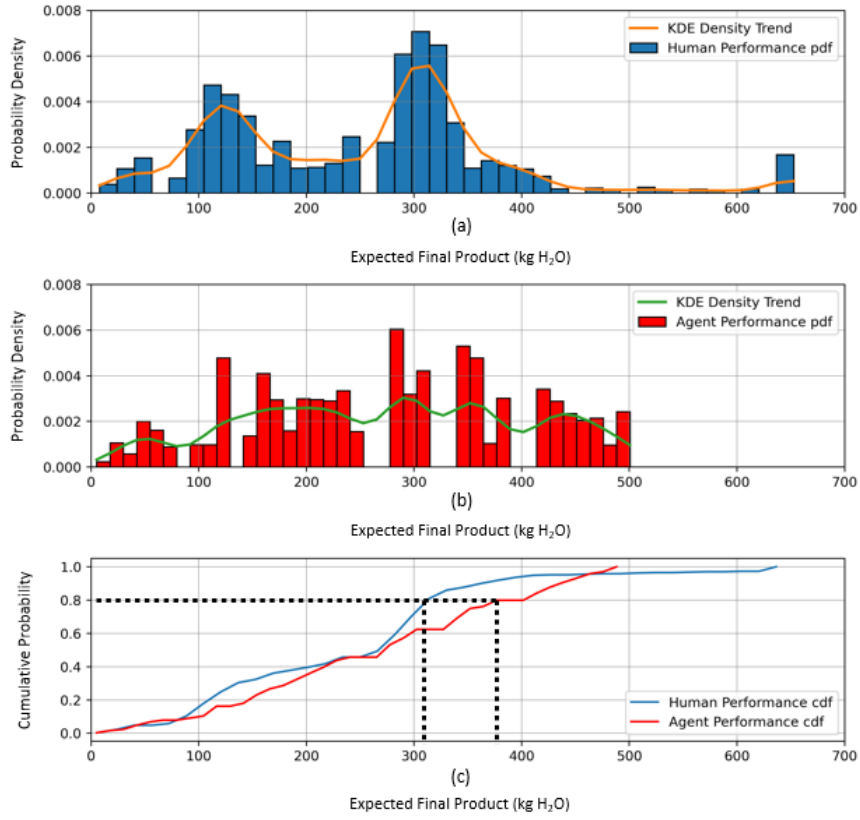 0.008
0.006
0.004
0.002
0.000
Probability Density
KDE Density Trend
Human Performance pdf
0 100 200 300 400 500 600 700
(a)
Expected Final Product (kg H₂O)
0.008
0.006
0.004
0.002
0.000
Probability Density
KDE Density Trend
Agent Performance pdf
0 100 200 300 400 500 600 700
(b)
Expected Final Product (kg H₂O)
1.0
0.8
0.6
0.4
0.2
0.0
Cumulative Probability
Human Performance cdf
Agent Performance cdf
0 100 200 300 400 500 600 700
(c)
Expected Final Product (kg H₂O)